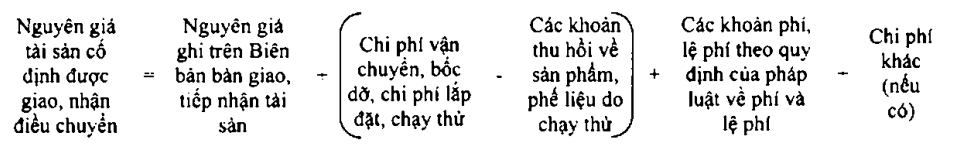 Nguyên giá
tài sản cố
định được
giao, nhận
điều chuyển
=
Nguyên giá
ghi trên Biên
bản bàn giao,
tiếp nhận tài
sản
+
Chi phí vận
chuyển, bốc
dỡ, chi phí lắp
đặt, chạy thử
-
Các khoản
thu hồi về
sản phẩm,
phế liệu do
chạy thử
+
Các khoản phí,
lệ phí theo quy
định của pháp
luật về phí và
lệ phí
+
Chi phí
khác
(nếu
có)